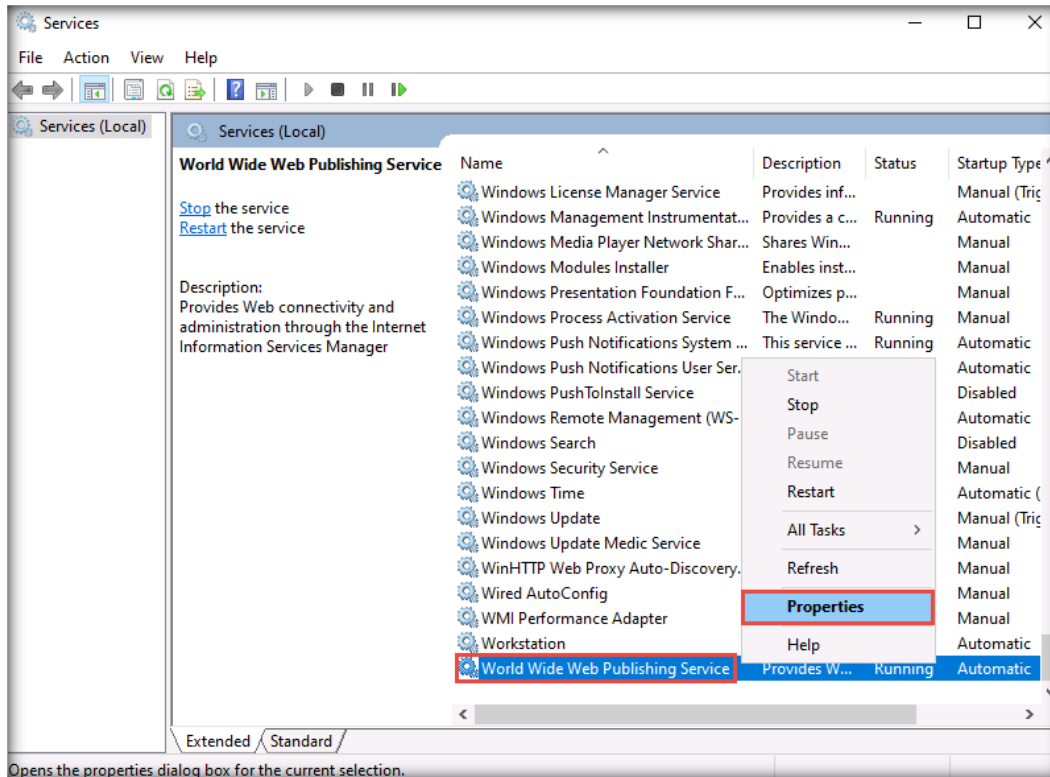 Services
File Action View Help
Services (Local)
Services (Local)
World Wide Web Publishing Service
Stop the service
Restart the service
Description:
Provides Web connectivity and
administration through the Internet
Information Services Manager
Name Description Status Startup Type
Windows License Manager Service Provides inf... Manual (Trig
Windows Management Instrumentat... Provides a c... Running Automatic
Windows Media Player Network Shar... Shares Win... Manual
Windows Modules Installer Enables inst... Manual
Windows Presentation Foundation F... Optimizes p... Manual
Windows Process Activation Service The Windo... Running Manual
Windows Push Notifications System ... This service ... Running Automatic
Windows Push Notifications User Ser. Automatic
Windows PushToInstall Service Disabled
Windows Remote Management (WS- Automatic
Windows Search Disabled
Windows Security Service Manual
Windows Time Automatic (
Windows Update Manual (Trig
Windows Update Medic Service Manual
WinHTTP Web Proxy Auto-Discovery. Manual
Wired AutoConfig Manual
WMI Performance Adapter Manual
Workstation Automatic
World Wide Web Publishing Service Provides W... Running Automatic
Start
Stop
Pause
Resume
Restart
All Tasks
Refresh
Properties
Help
Extended Standard
Opens the properties dialog box for the current selection.